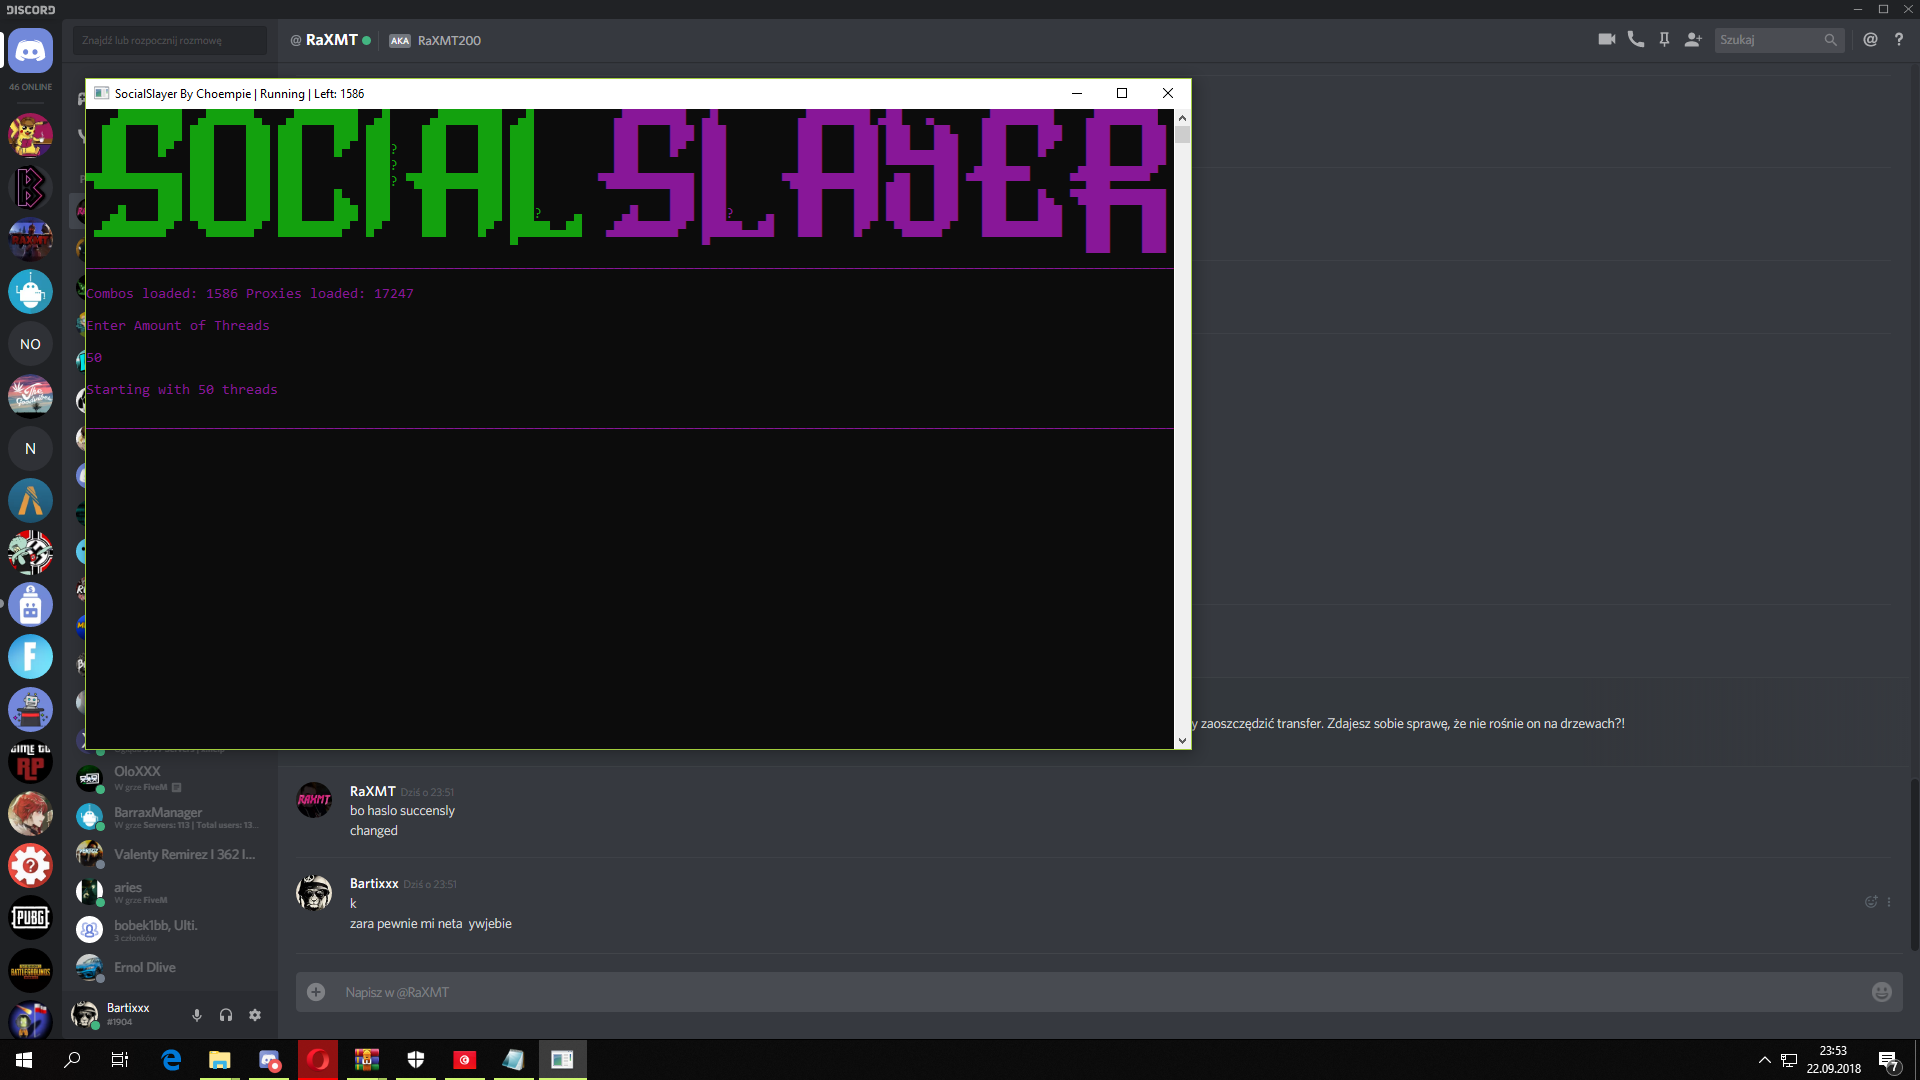 DISCORD
Znajdź lub rozpocznij rozmowę
@ RaXMT AKA RaXMT200
Szukaj
46 ONLINE
SocialSlayer By Choempie | Running | Left: 1586
SOCIAL SLAYER
Combos loaded: 1586 Proxies loaded: 17247
Enter Amount of Threads
50
Starting with 50 threads
NO
N
F
PUBG
y zaoszczędzić transfer. Zdajesz sobie sprawę, że nie rośnie on na drzewach?!
OloXXX
W grze FiveM
BarraxManager
W grze Servers: 113 | Total users: 13...
Valenty Remirez I 362 I...
aries
W grze FiveM
bobek1bb, Ulti.
3 członków
Ernol Dlive
RaXMT Dziś o 23:51
bo haslo succensly
changed
Bartixxx Dziś o 23:51
k
zara pewnie mi neta ywjebie
Napisz w @RaXMT
Bartixxx
#1904
23:53
22.09.2018
7